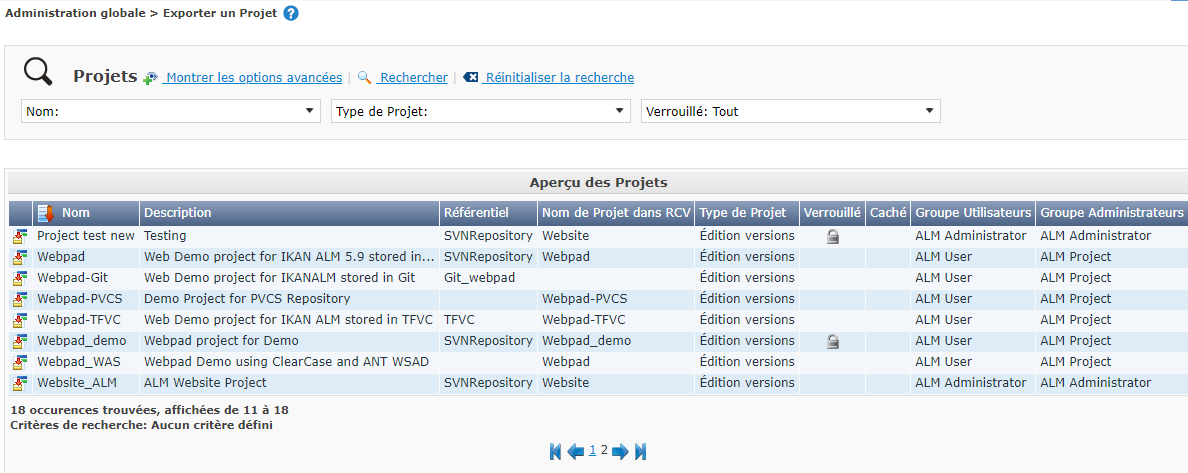 Administration globale > Exporter un Projet ?
Projets Montrer les options avancées | Rechercher | Réinitialiser la recherche
Nom: Type de Projet: Verrouillé: Tout
Aperçu des Projets
Nom Description Référentiel Nom de Projet dans RCV Type de Projet Verrouillé Caché Groupe Utilisateurs Groupe Administrateurs
Project test new Testing SVNRepository Website Édition versions ALM Administrator ALM Administrator
Webpad Web Demo project for IKAN ALM 5.9 stored in... SVNRepository Webpad Édition versions ALM User ALM Project
Webpad-Git Web Demo project for IKANALM stored in Git Git_webpad Édition versions ALM User ALM Project
Webpad-PVCS Demo Project for PVCS Repository Webpad-PVCS Édition versions ALM User ALM Project
Webpad-TFVC Web Demo project for IKAN ALM stored in TFVC TFVC Webpad-TFVC Édition versions ALM User ALM Project
Webpad_demo Webpad project for Demo SVNRepository Webpad_demo Édition versions ALM User ALM Project
Webpad_WAS Webpad Demo using ClearCase and ANT WSAD Webpad Édition versions ALM User ALM Project
Website_ALM ALM Website Project SVNRepository Website Édition versions ALM Administrator ALM Administrator
18 occurences trouvées, affichées de 11 à 18
Critères de recherche: Aucun critère défini
1 2